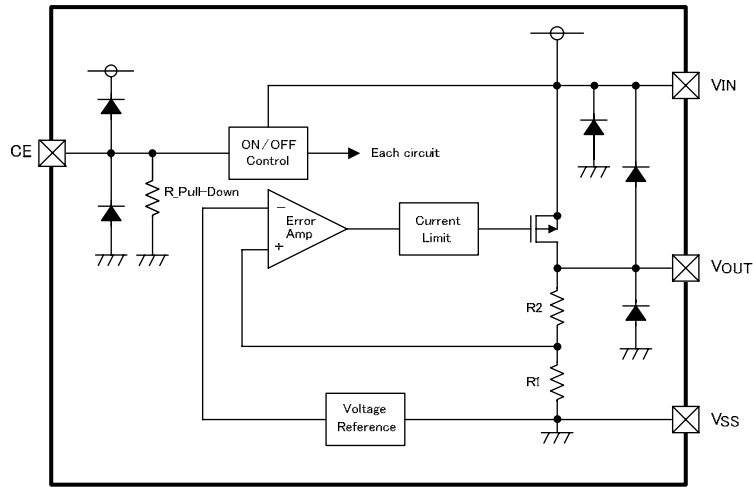 VIN
CE
ON/OFF
Control
Each circuit
R_Pull-Down
−
Error
Amp
+
Current
Limit
VOUT
R2
R1
Voltage
Reference
VSS